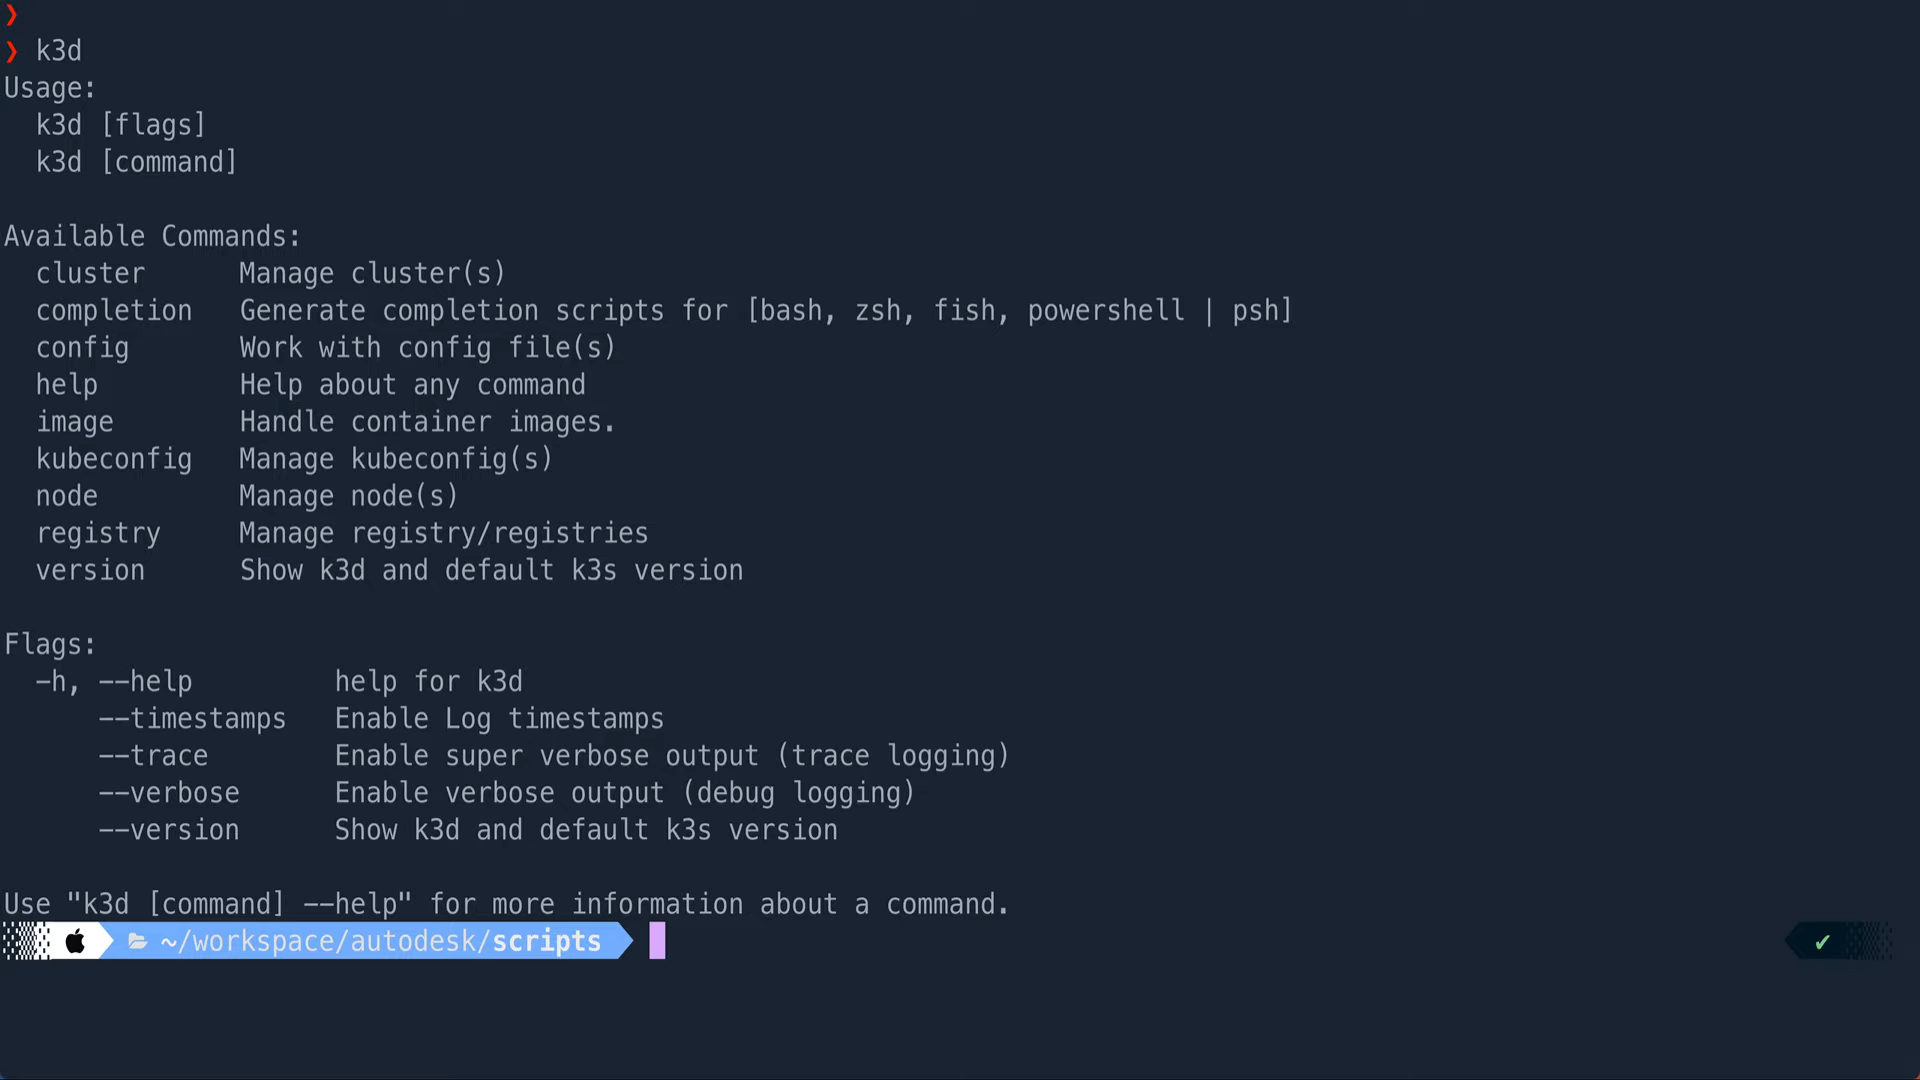 ❯
❯ k3d
Usage:
  k3d [flags]
  k3d [command]

Available Commands:
  cluster      Manage cluster(s)
  completion   Generate completion scripts for [bash, zsh, fish, powershell | psh]
  config       Work with config file(s)
  help         Help about any command
  image        Handle container images.
  kubeconfig   Manage kubeconfig(s)
  node         Manage node(s)
  registry     Manage registry/registries
  version      Show k3d and default k3s version

Flags:
  -h, --help         help for k3d
      --timestamps   Enable Log timestamps
      --trace        Enable super verbose output (trace logging)
      --verbose      Enable verbose output (debug logging)
      --version      Show k3d and default k3s version

Use "k3d [command] --help" for more information about a command.
~/workspace/autodesk/scripts ✔